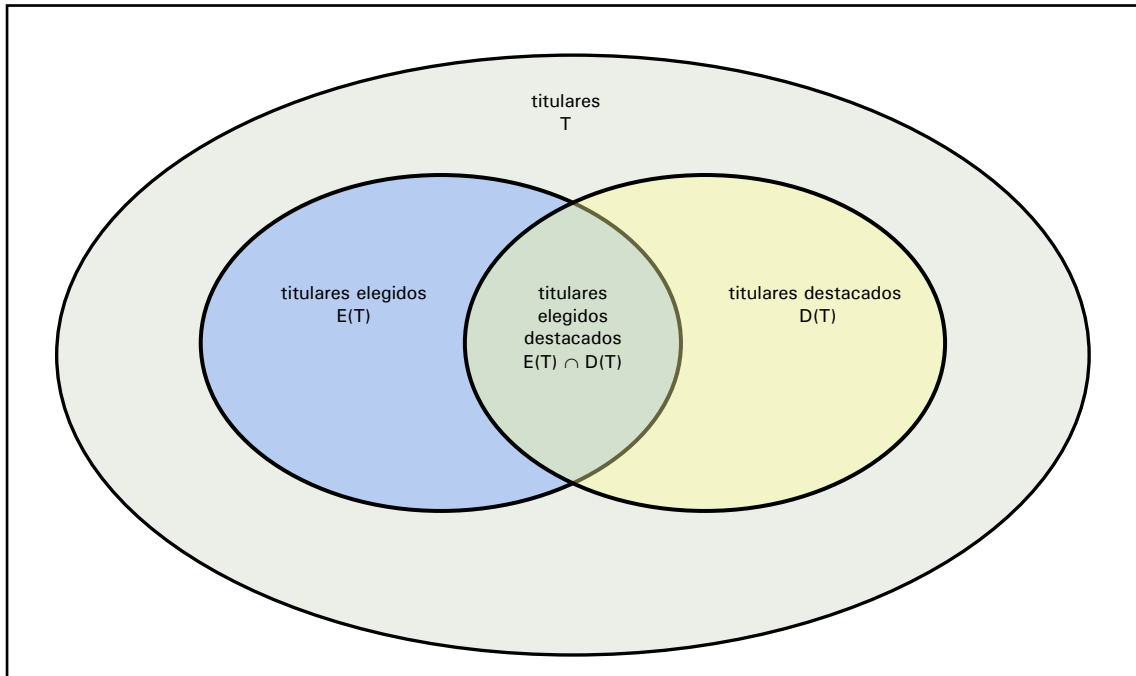 titulares
T
titulares elegidos
E(T)
titulares
elegidos
destacados
E(T) ∩ D(T)
titulares destacados
D(T)